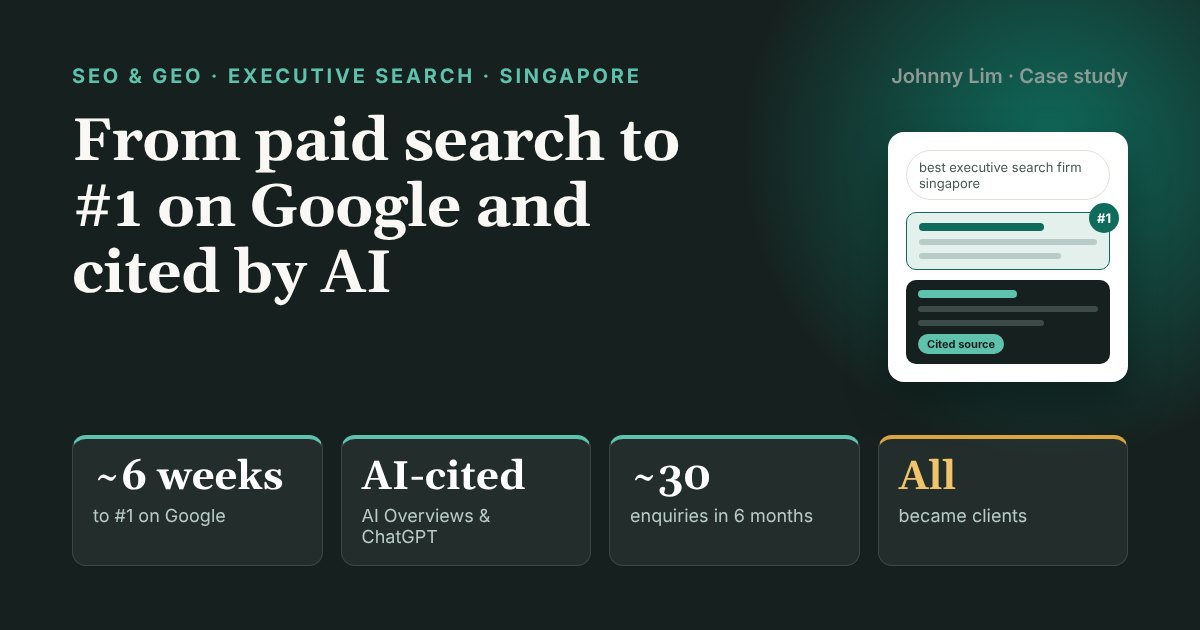 SEO & GEO · EXECUTIVE SEARCH · SINGAPORE
Johnny Lim · Case study
From paid search to
#1 on Google and
cited by AI
best executive search firm
singapore
#1
Cited source
~6 weeks
to #1 on Google
AI-cited
AI Overviews &
ChatGPT
~30
enquiries in 6 months
All
became clients